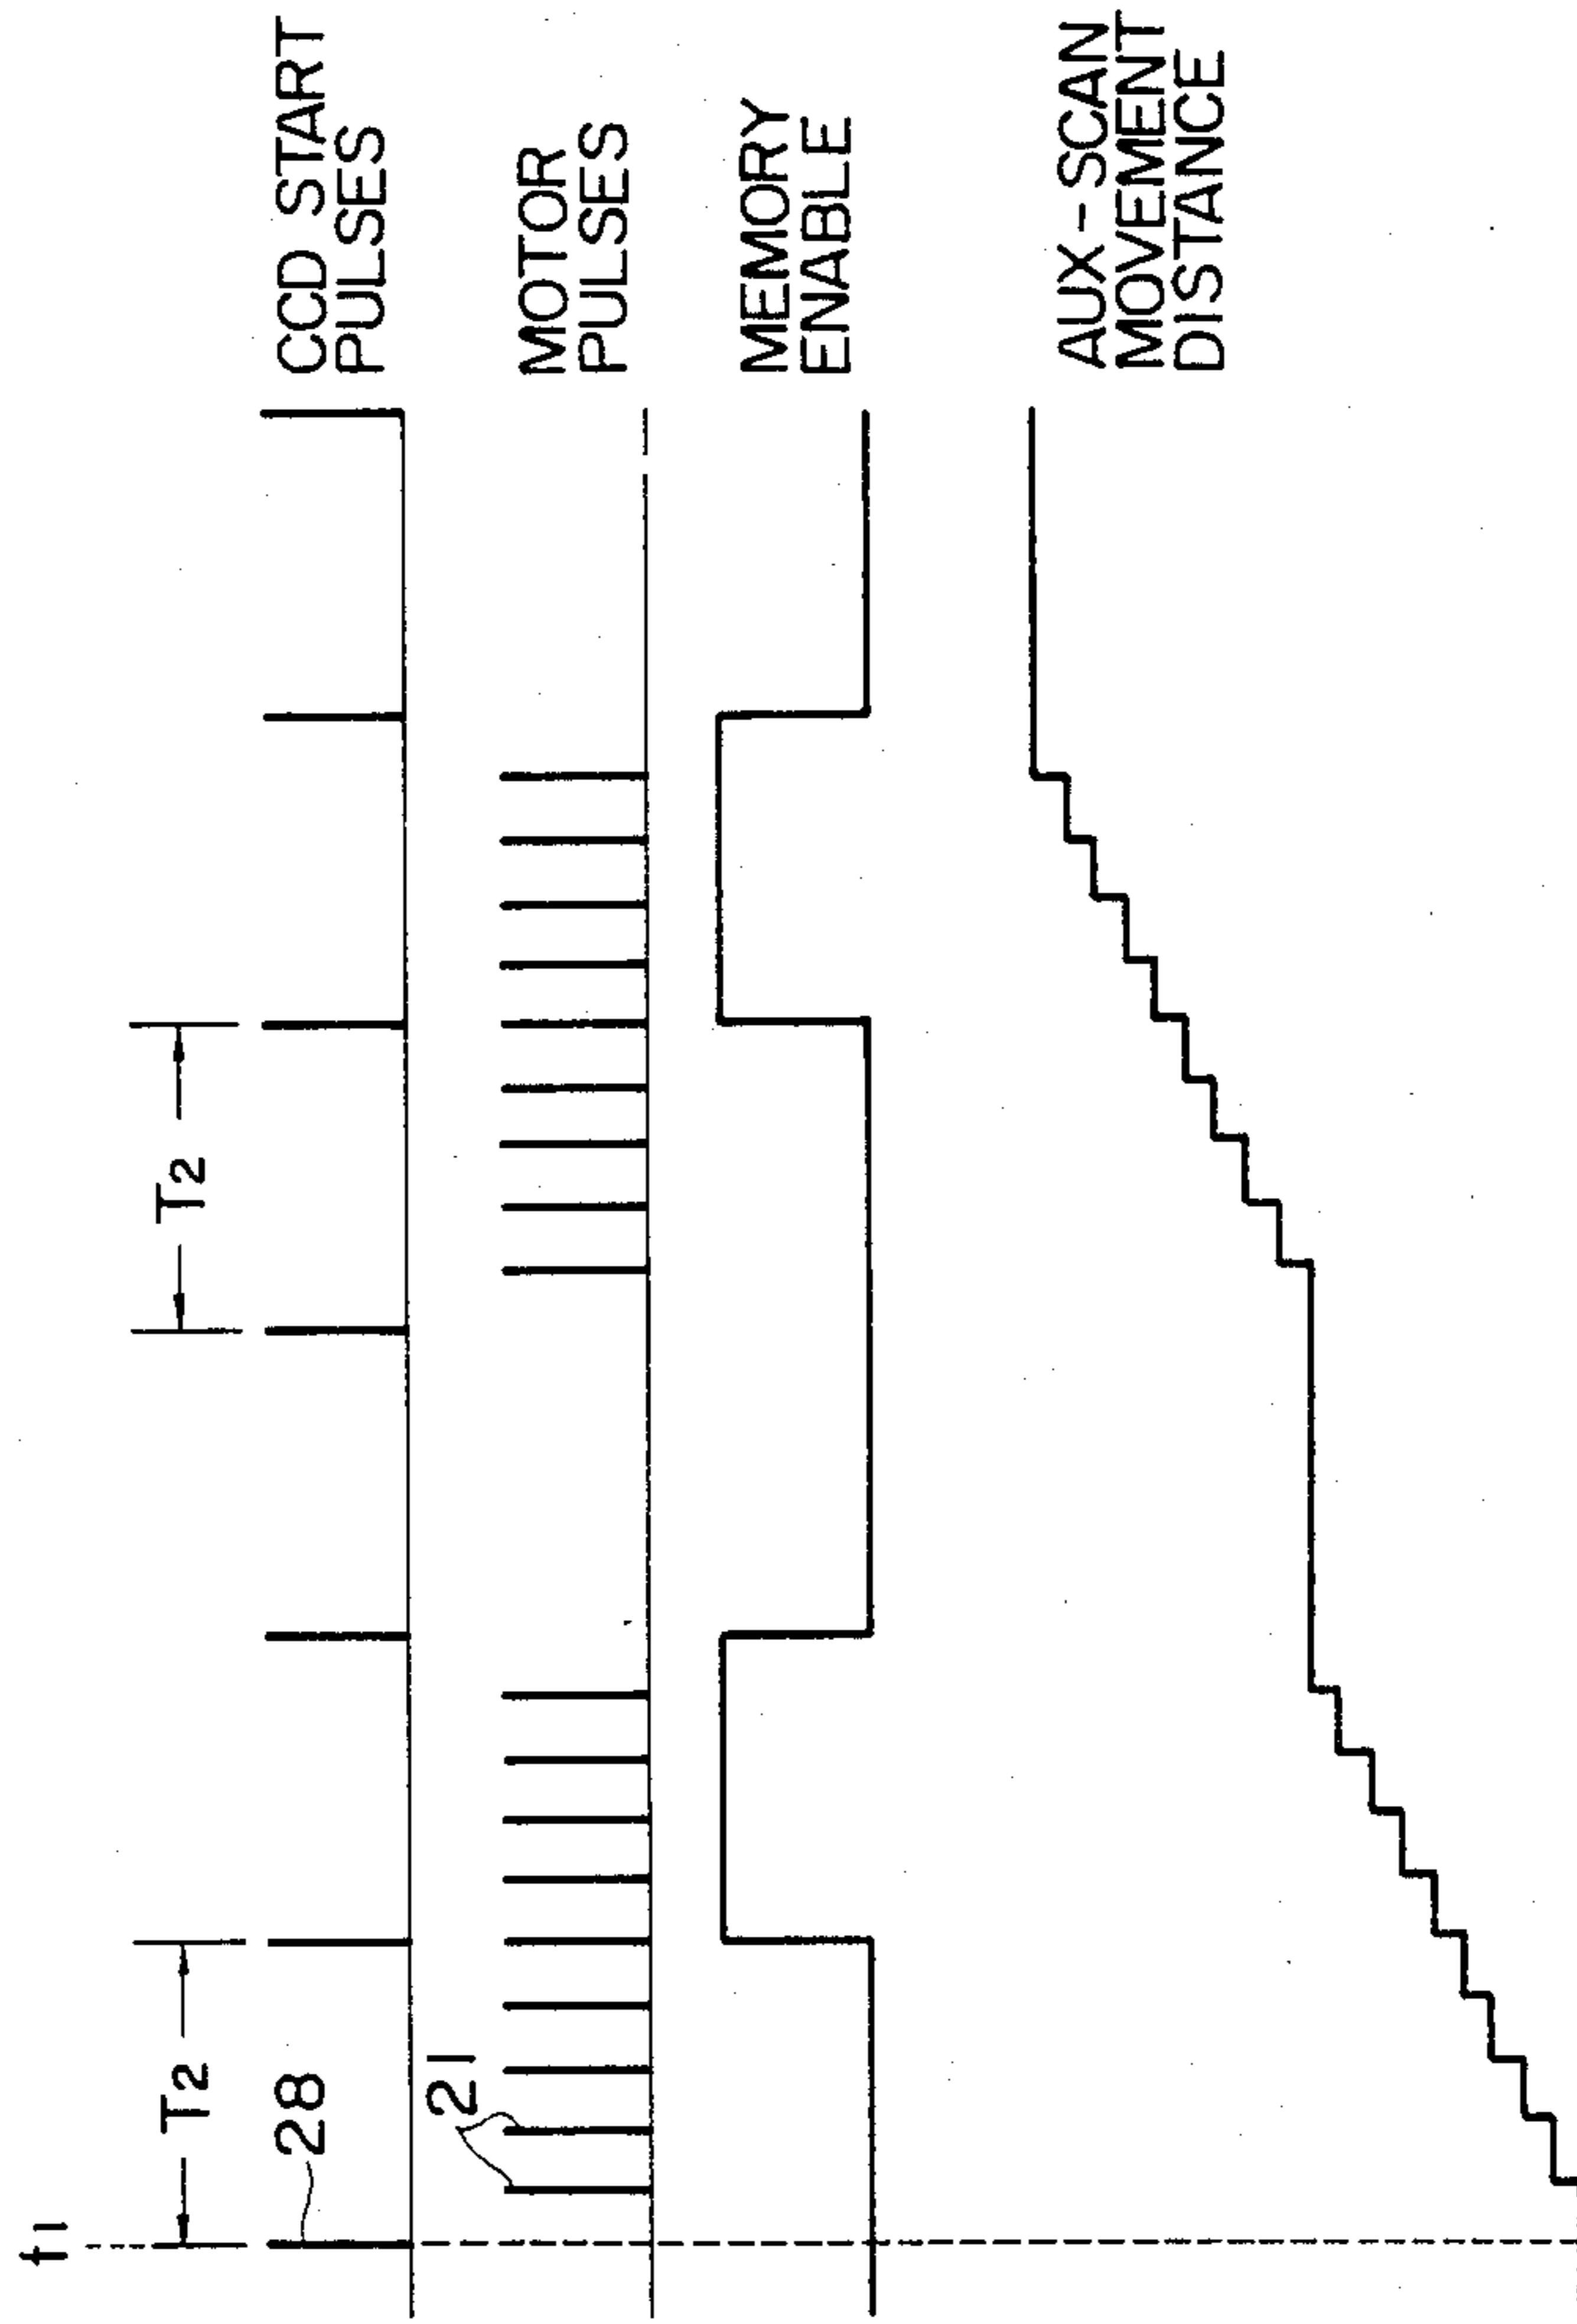 t1
T2
T2
28
CCD START
PULSES
21
MOTOR
PULSES
MEMORY
ENABLE
AUX-SCAN
MOVEMENT
DISTANCE